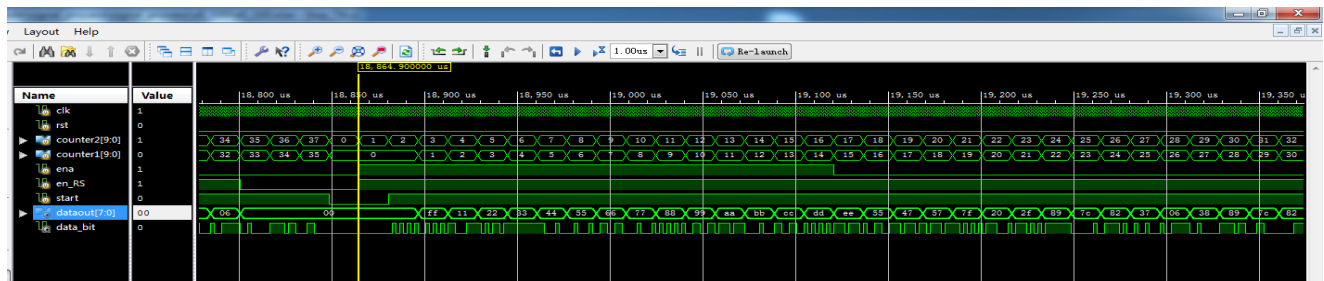 Layout Help
1.00us Re-launch
18,864.900000 us
Name Value
18,800 us 18,850 us 18,900 us 18,950 us 19,000 us 19,050 us 19,100 us 19,150 us 19,200 us 19,250 us 19,300 us 19,350 u
clk 1
rst 0
counter2[9:0] 1 34 35 36 37 0 1 2 3 4 5 6 7 8 9 10 11 12 13 14 15 16 17 18 19 20 21 22 23 24 25 26 27 28 29 30 31 32
counter1[9:0] 0 32 33 34 35 0 1 2 3 4 5 6 7 8 9 10 11 12 13 14 15 16 17 18 19 20 21 22 23 24 25 26 27 28 29 30
ena 1
en_RS 1
start 0
dataout[7:0] 00 06 00 ff 11 22 33 44 55 66 77 88 99 aa bb cc dd ee 55 47 57 7f 20 2f 89 7c 82 37 06 38 89 7c 82
data_bit 0